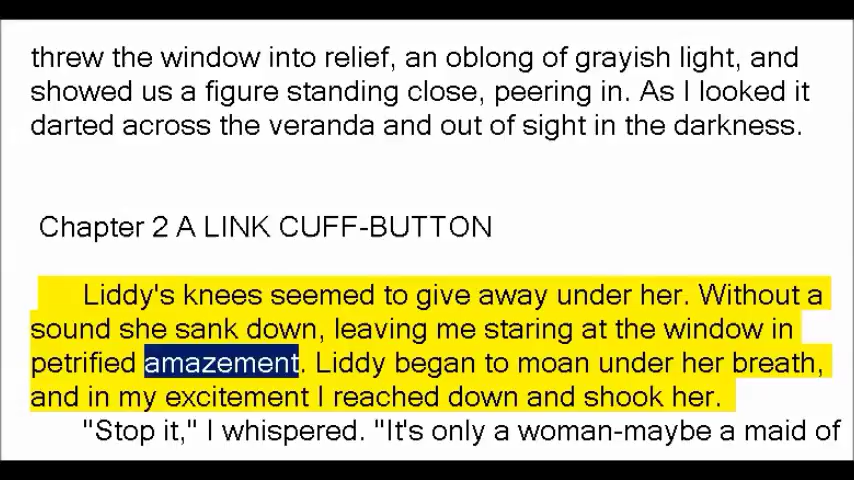 threw the window into relief, an oblong of grayish light, and
showed us a figure standing close, peering in. As I looked it
darted across the veranda and out of sight in the darkness.
Chapter 2 A LINK CUFF-BUTTON
Liddy's knees seemed to give away under her. Without a
sound she sank down, leaving me staring at the window in
petrified amazement. Liddy began to moan under her breath,
and in my excitement I reached down and shook her.
"Stop it," I whispered. "It's only a woman-maybe a maid of